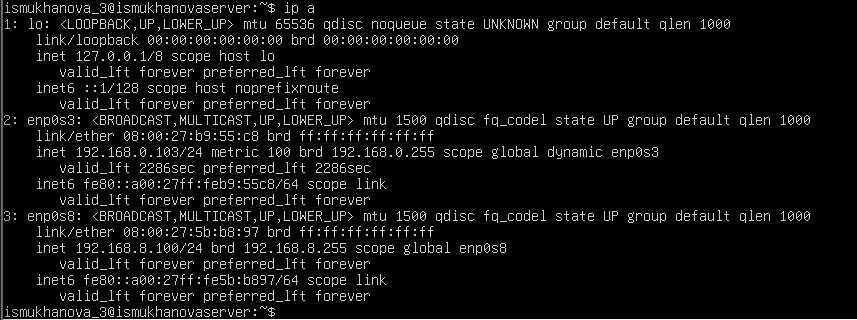 ismukhanova_3@ismukhanovaserver:~$ ip a
1: lo: <LOOPBACK,UP,LOWER_UP> mtu 65536 qdisc noqueue state UNKNOWN group default qlen 1000
    link/loopback 00:00:00:00:00:00 brd 00:00:00:00:00:00
    inet 127.0.0.1/8 scope host lo
       valid_lft forever preferred_lft forever
    inet6 ::1/128 scope host noprefixroute
       valid_lft forever preferred_lft forever
2: enp0s3: <BROADCAST,MULTICAST,UP,LOWER_UP> mtu 1500 qdisc fq_codel state UP group default qlen 1000
    link/ether 08:00:27:b9:55:c8 brd ff:ff:ff:ff:ff:ff
    inet 192.168.0.103/24 metric 100 brd 192.168.0.255 scope global dynamic enp0s3
       valid_lft 2286sec preferred_lft 2286sec
    inet6 fe80::a00:27ff:feb9:55c8/64 scope link
       valid_lft forever preferred_lft forever
3: enp0s8: <BROADCAST,MULTICAST,UP,LOWER_UP> mtu 1500 qdisc fq_codel state UP group default qlen 1000
    link/ether 08:00:27:5b:b8:97 brd ff:ff:ff:ff:ff:ff
    inet 192.168.8.100/24 brd 192.168.8.255 scope global enp0s8
       valid_lft forever preferred_lft forever
    inet6 fe80::a00:27ff:fe5b:b897/64 scope link
       valid_lft forever preferred_lft forever
ismukhanova_3@ismukhanovaserver:~$